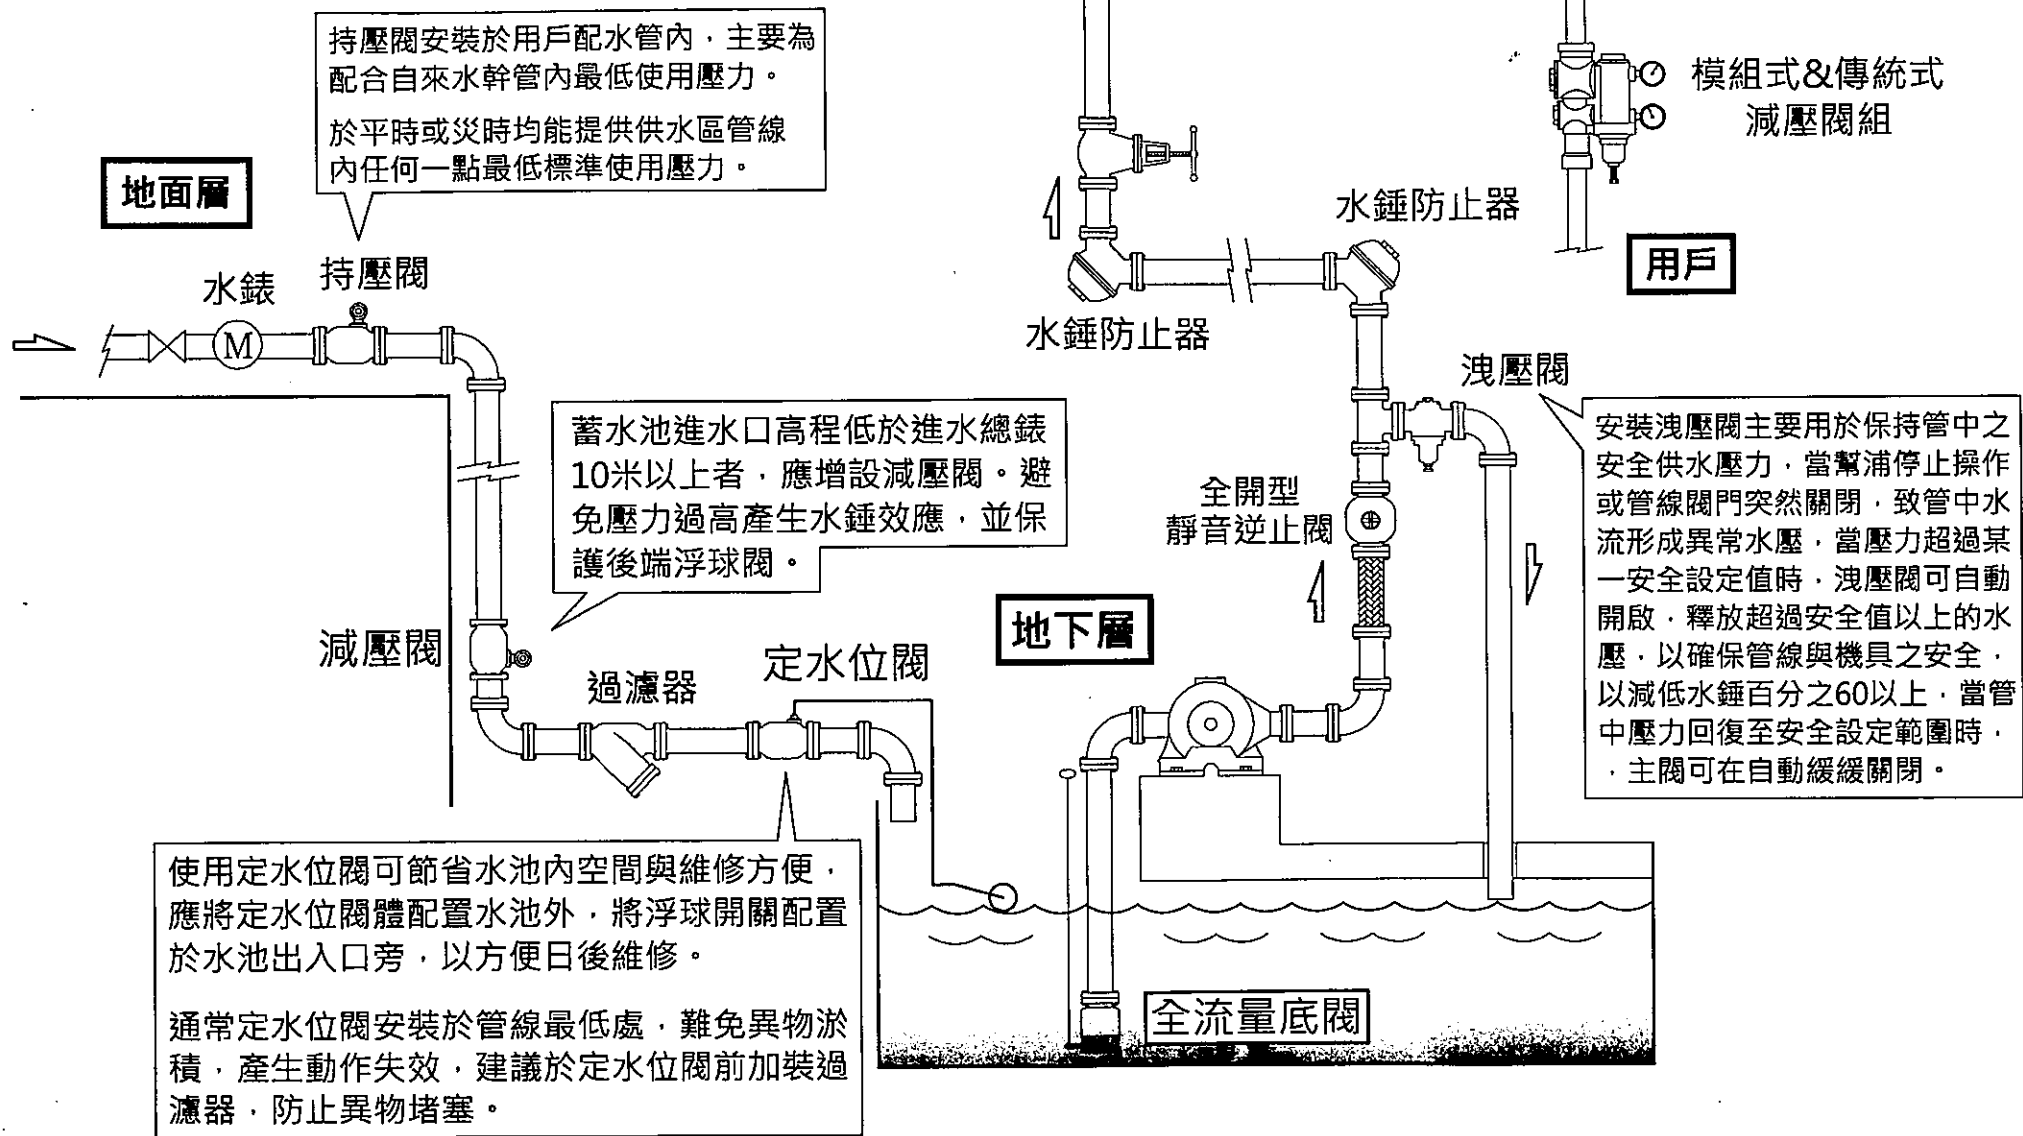 持壓閥安裝於用戶配水管內，主要為
配合自來水幹管內最低使用壓力。
於平時或災時均能提供供水區管線
內任何一點最低標準使用壓力。
模組式&傳統式
減壓閥組
地面層
水錘防止器
用戶
水錶
持壓閥
M
水錘防止器
洩壓閥
蓄水池進水口高程低於進水總錶
10米以上者，應增設減壓閥。避
免壓力過高產生水錘效應，並保
護後端浮球閥。
安裝洩壓閥主要用於保持管中之
安全供水壓力，當幫浦停止操作
或管線閥門突然關閉，致管中水
流形成異常水壓，當壓力超過某
一安全設定值時，洩壓閥可自動
開啟，釋放超過安全值以上的水
壓，以確保管線與機具之安全，
以減低水錘百分之60以上，當管
中壓力回復至安全設定範圍時，
，主閥可在自動緩緩關閉。
全開型
靜音逆止閥
地下層
減壓閥
過濾器
定水位閥
使用定水位閥可節省水池內空間與維修方便，
應將定水位閥體配置水池外，將浮球開關配置
於水池出入口旁，以方便日後維修。
通常定水位閥安裝於管線最低處，難免異物淤
積，產生動作失效，建議於定水位閥前加裝過
濾器，防止異物堵塞。
全流量底閥